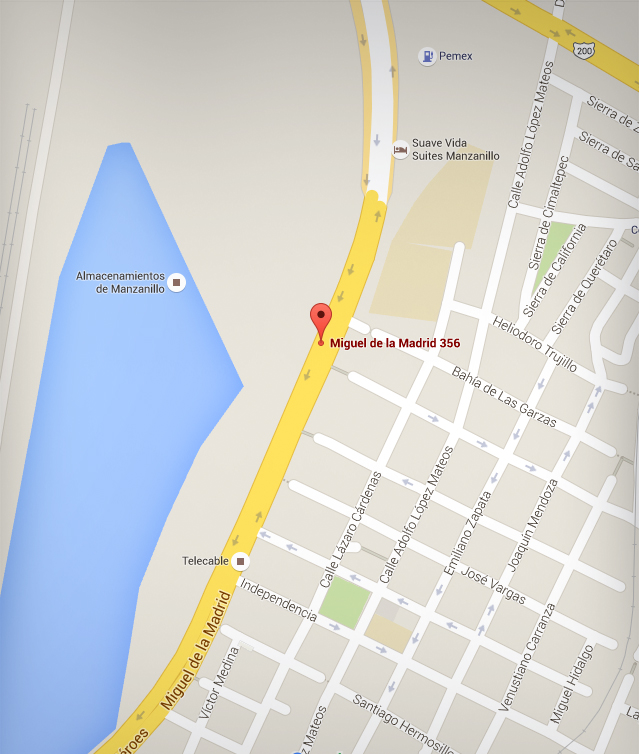 200
Pemex
Calle Adolfo López Mateos
Suave Vida
Suites Manzanillo
Sierra de Cimaltepec
Sierra de California
Sierra de Querétaro
Almacenamientos
de Manzanillo
Miguel de la Madrid 356
Heliodoro Trujillo
Bahía de Las Garzas
Calle Lázaro Cárdenas
Calle Adolfo López Mateos
Emiliano Zapata
Joaquín Mendoza
Telecable
José Vargas
Independencia
Miguel de la Madrid
Venustiano Carranza
Miguel Hidalgo
Víctor Medina
Santiago Hermosillo
Mateos